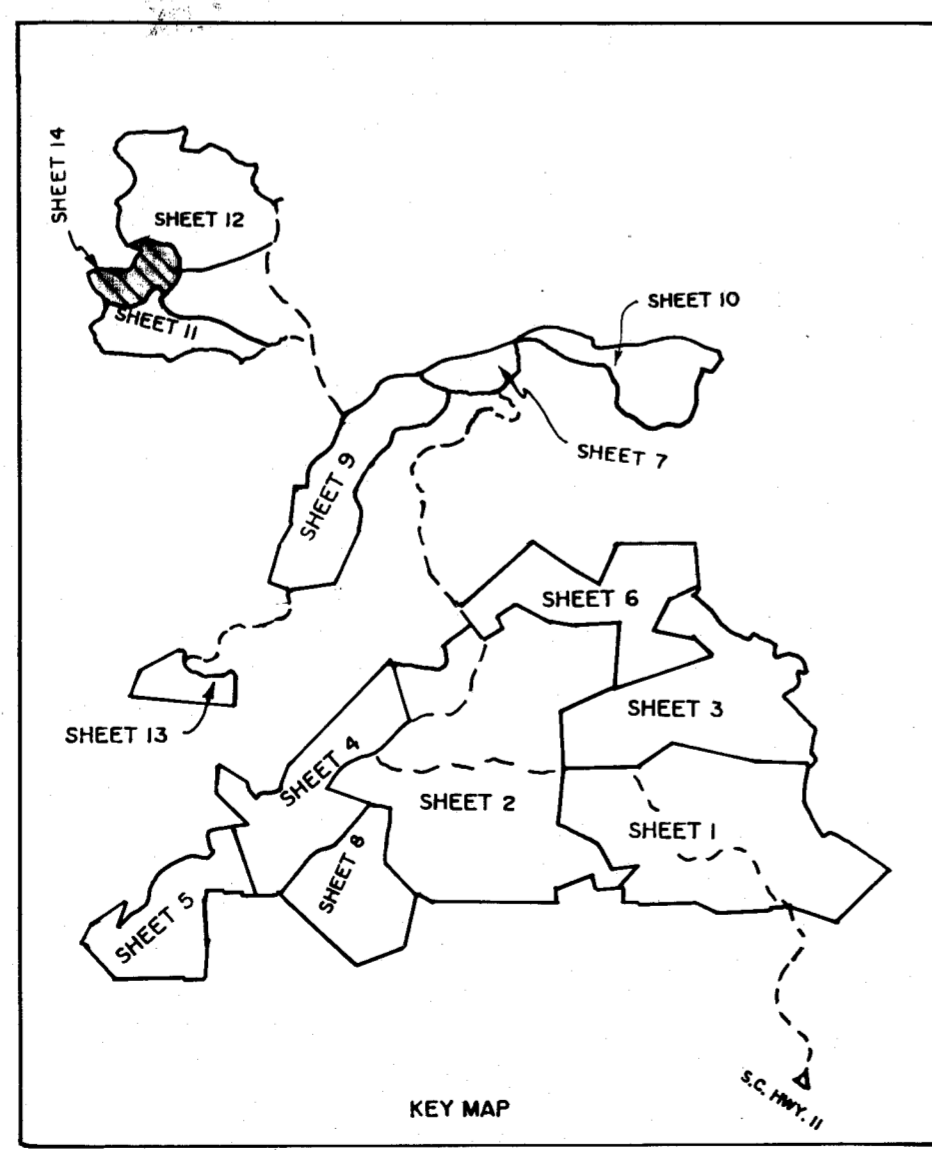 SHEET 14
SHEET 12
SHEET 11
SHEET 10
SHEET 7
SHEET 9
SHEET 6
SHEET 13
SHEET 3
SHEET 4
SHEET 2
SHEET 1
SHEET 8
SHEET 5
S.C. HWY. 11
KEY MAP